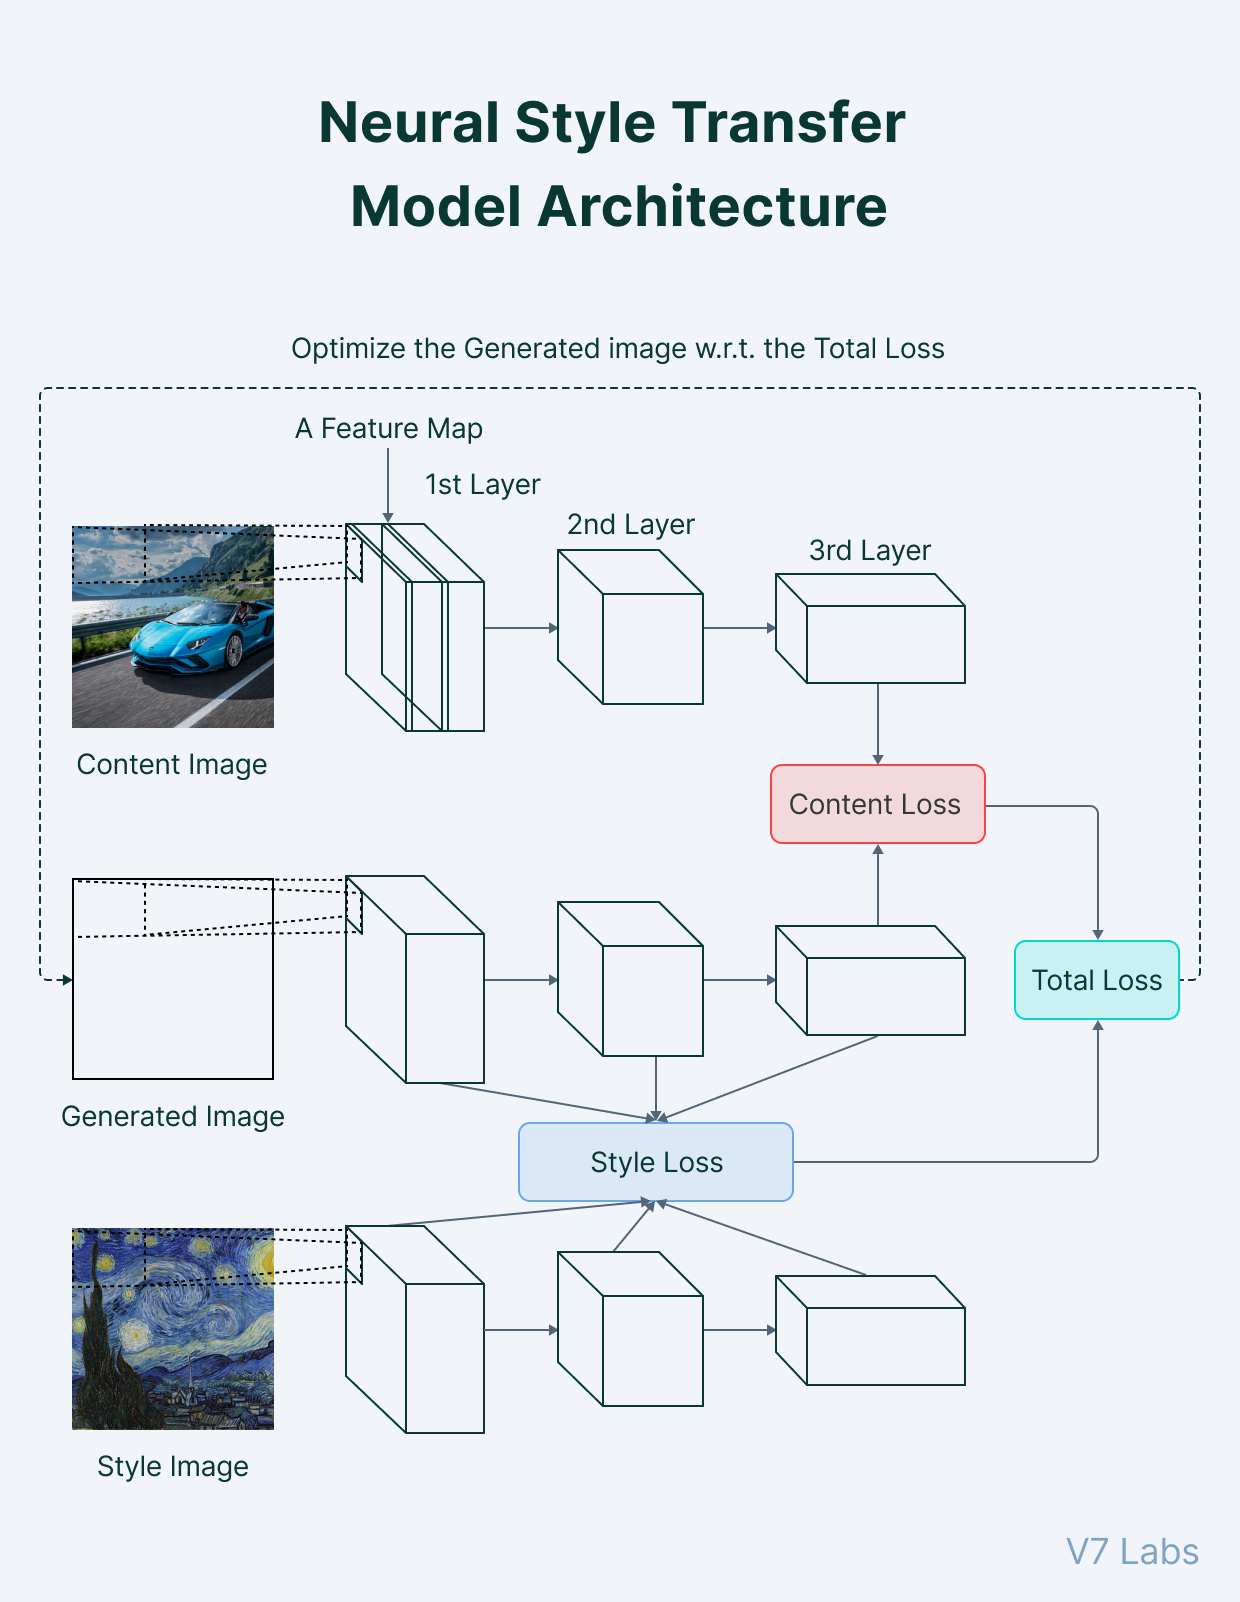 Neural Style Transfer
Model Architecture
Optimize the Generated image w.r.t. the Total Loss
A Feature Map
1st Layer
2nd Layer
3rd Layer
Content Image
Content Loss
Total Loss
Generated Image
Style Loss
Style Image
V7 Labs